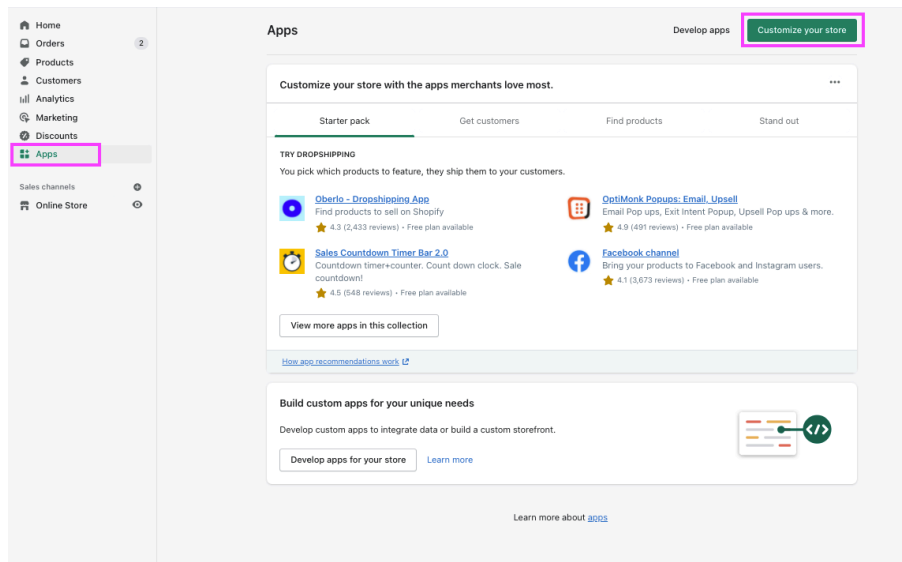 Home
Orders 2
Products
Customers
Analytics
Marketing
Discounts
Apps
Sales channels
Online Store
Apps
Develop apps
Customize your store
Customize your store with the apps merchants love most.
Starter pack
Get customers
Find products
Stand out
TRY DROPSHIPPING
You pick which products to feature, they ship them to your customers.
Oberlo - Dropshipping App
Find products to sell on Shopify
4.3 (2,433 reviews) • Free plan available
OptiMonk Popups: Email, Upsell
Email Pop ups, Exit Intent Popup, Upsell Pop ups & more.
4.9 (491 reviews) • Free plan available
Sales Countdown Timer Bar 2.0
Countdown timer+counter. Count down clock. Sale
countdown!
4.5 (548 reviews) • Free plan available
Facebook channel
Bring your products to Facebook and Instagram users.
4.1 (3,673 reviews) • Free plan available
View more apps in this collection
How app recommendations work
Build custom apps for your unique needs
Develop custom apps to integrate data or build a custom storefront.
Develop apps for your store
Learn more
</>
Learn more about apps